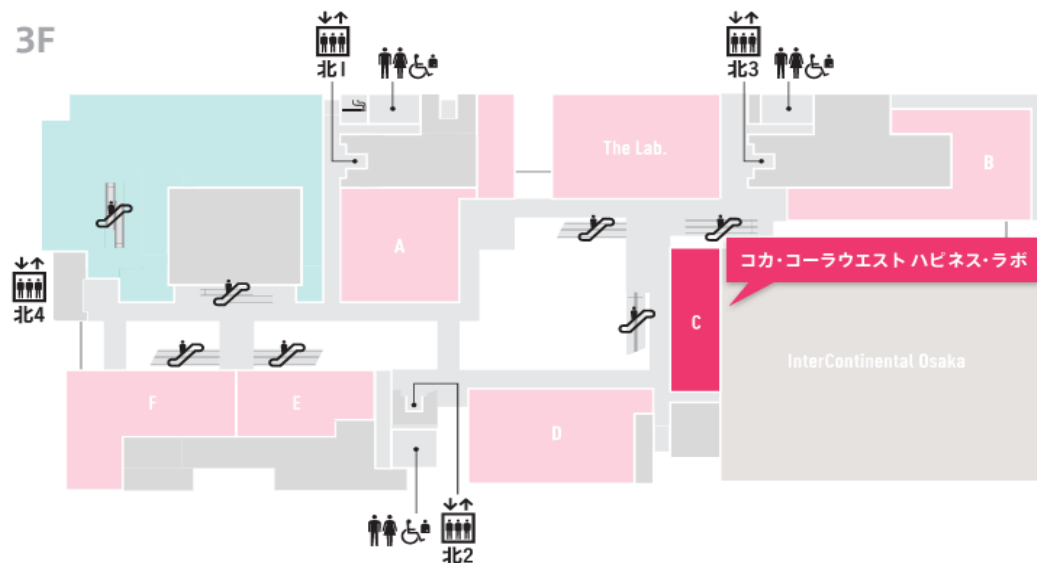 3F
北1
北3
The Lab.
B
A
コカ・コーラウエスト ハピネス・ラボ
北4
C
InterContinental Osaka
F
E
D
北2